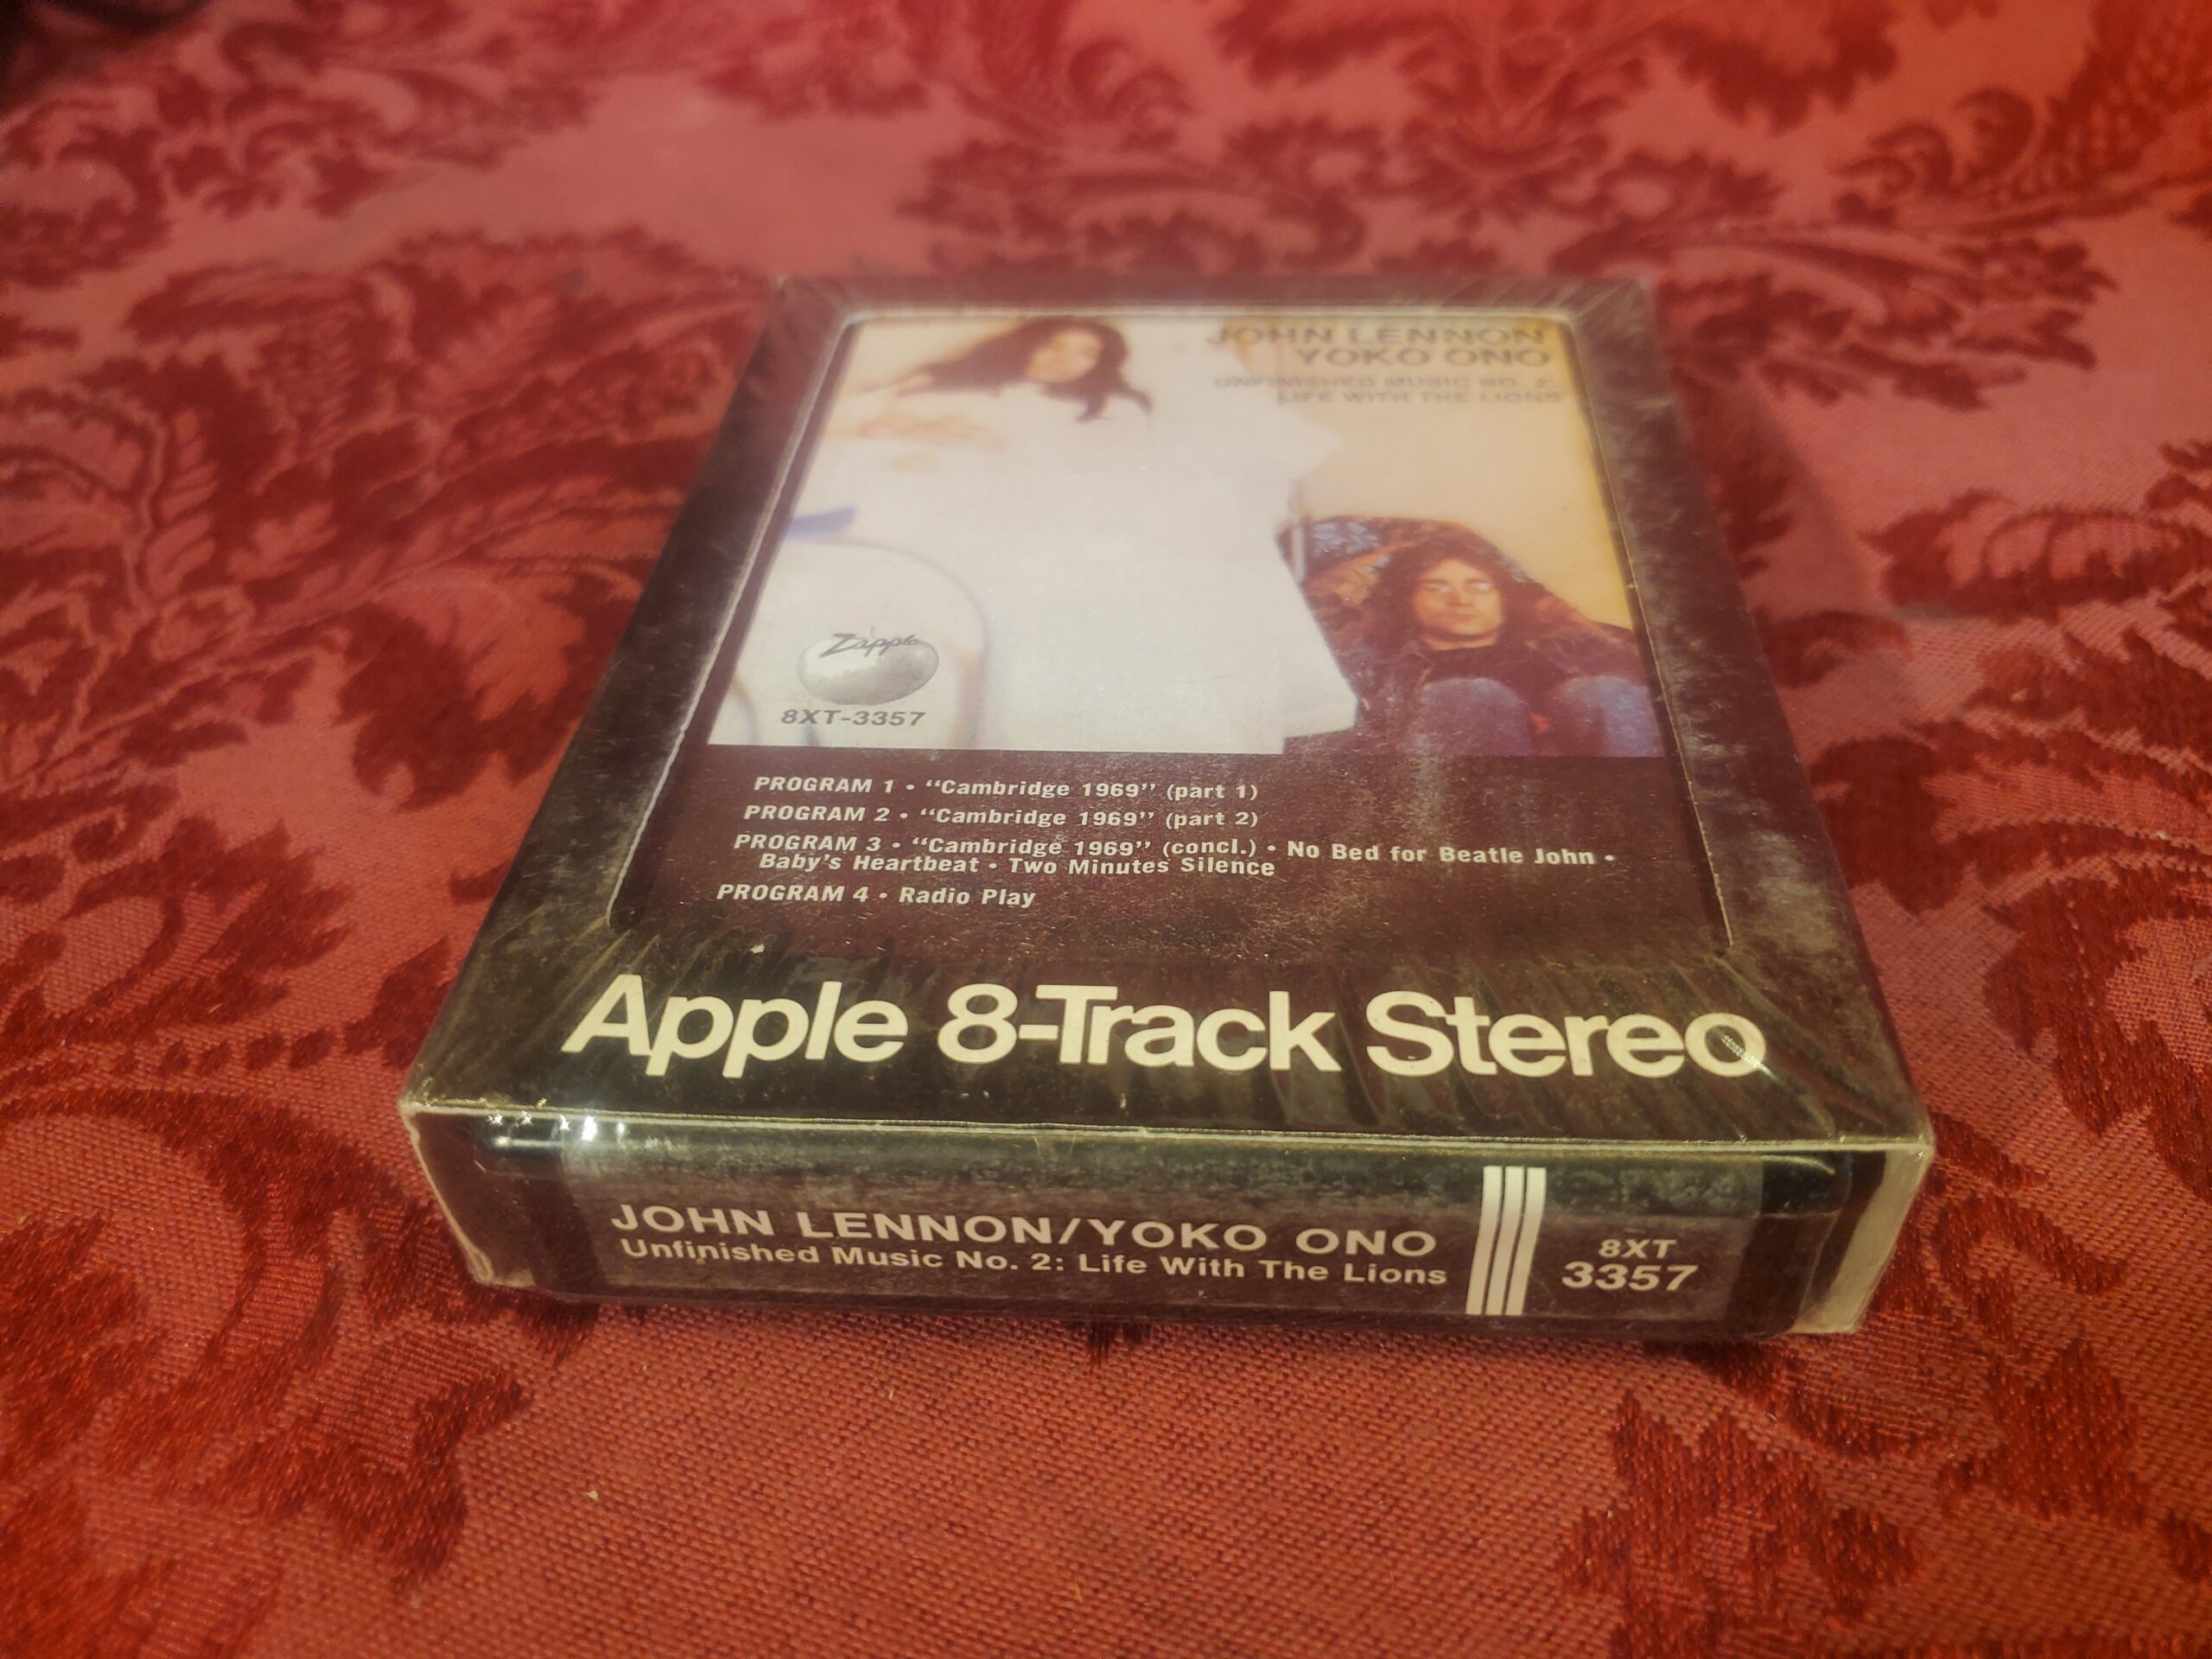 JOHN LENNON
YOKO ONO
UNFINISHED MUSIC NO. 2:
LIFE WITH THE LIONS
Zapple
8XT-3357
PROGRAM 1 • “Cambridge 1969” (part 1)
PROGRAM 2 • “Cambridge 1969” (part 2)
PROGRAM 3 • “Cambridge 1969” (concl.) • No Bed for Beatle John •
Baby's Heartbeat • Two Minutes Silence
PROGRAM 4 • Radio Play
Apple 8-Track Stereo
JOHN LENNON/YOKO ONO
Unfinished Music No. 2: Life With The Lions
8XT
3357